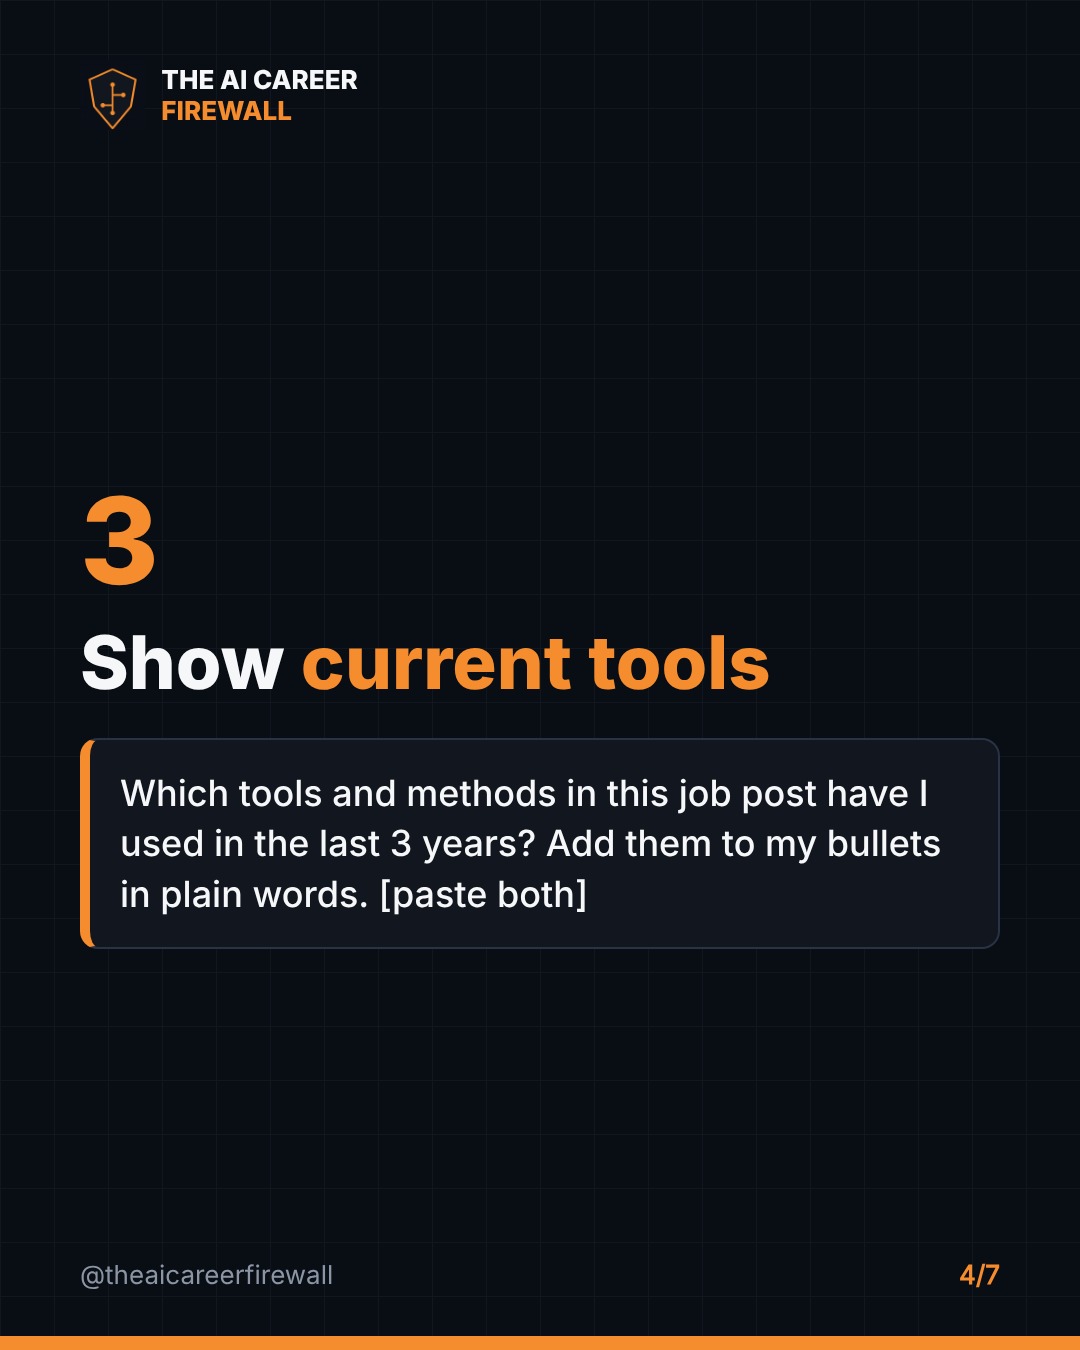 THE AI CAREER
FIREWALL
3
Show current tools
Which tools and methods in this job post have I
used in the last 3 years? Add them to my bullets
in plain words. [paste both]
@theaicareerfirewall
4/7